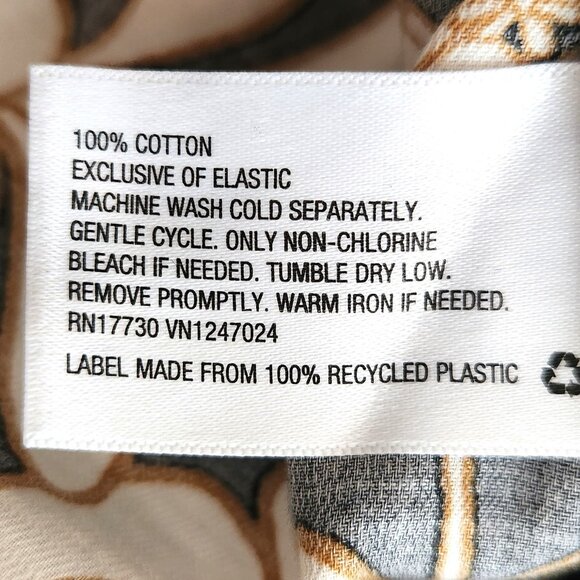 100% COTTON
EXCLUSIVE OF ELASTIC
MACHINE WASH COLD SEPARATELY.
GENTLE CYCLE. ONLY NON-CHLORINE
BLEACH IF NEEDED. TUMBLE DRY LOW.
REMOVE PROMPTLY. WARM IRON IF NEEDED.
RN17730 VN1247024
LABEL MADE FROM 100% RECYCLED PLASTIC